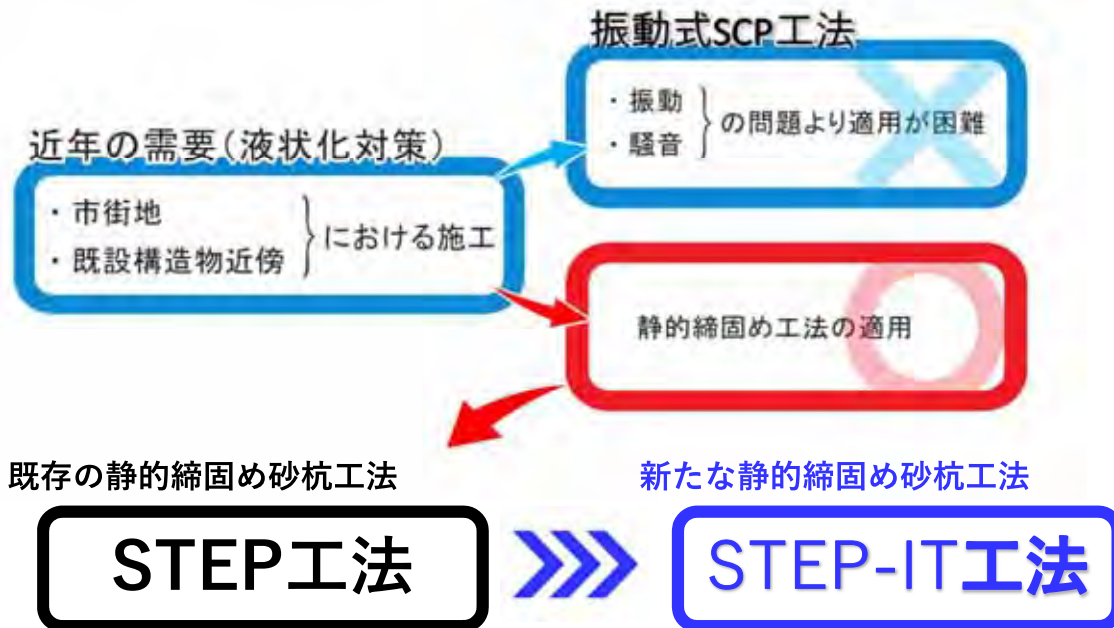 振動式SCP工法
・振動
・騒音
の問題より適用が困難
近年の需要(液状化対策)
・市街地
・既設構造物近傍
における施工
静的締固め工法の適用
既存の静的締固め砂杭工法
STEP工法
新たな静的締固め砂杭工法
STEP-IT工法